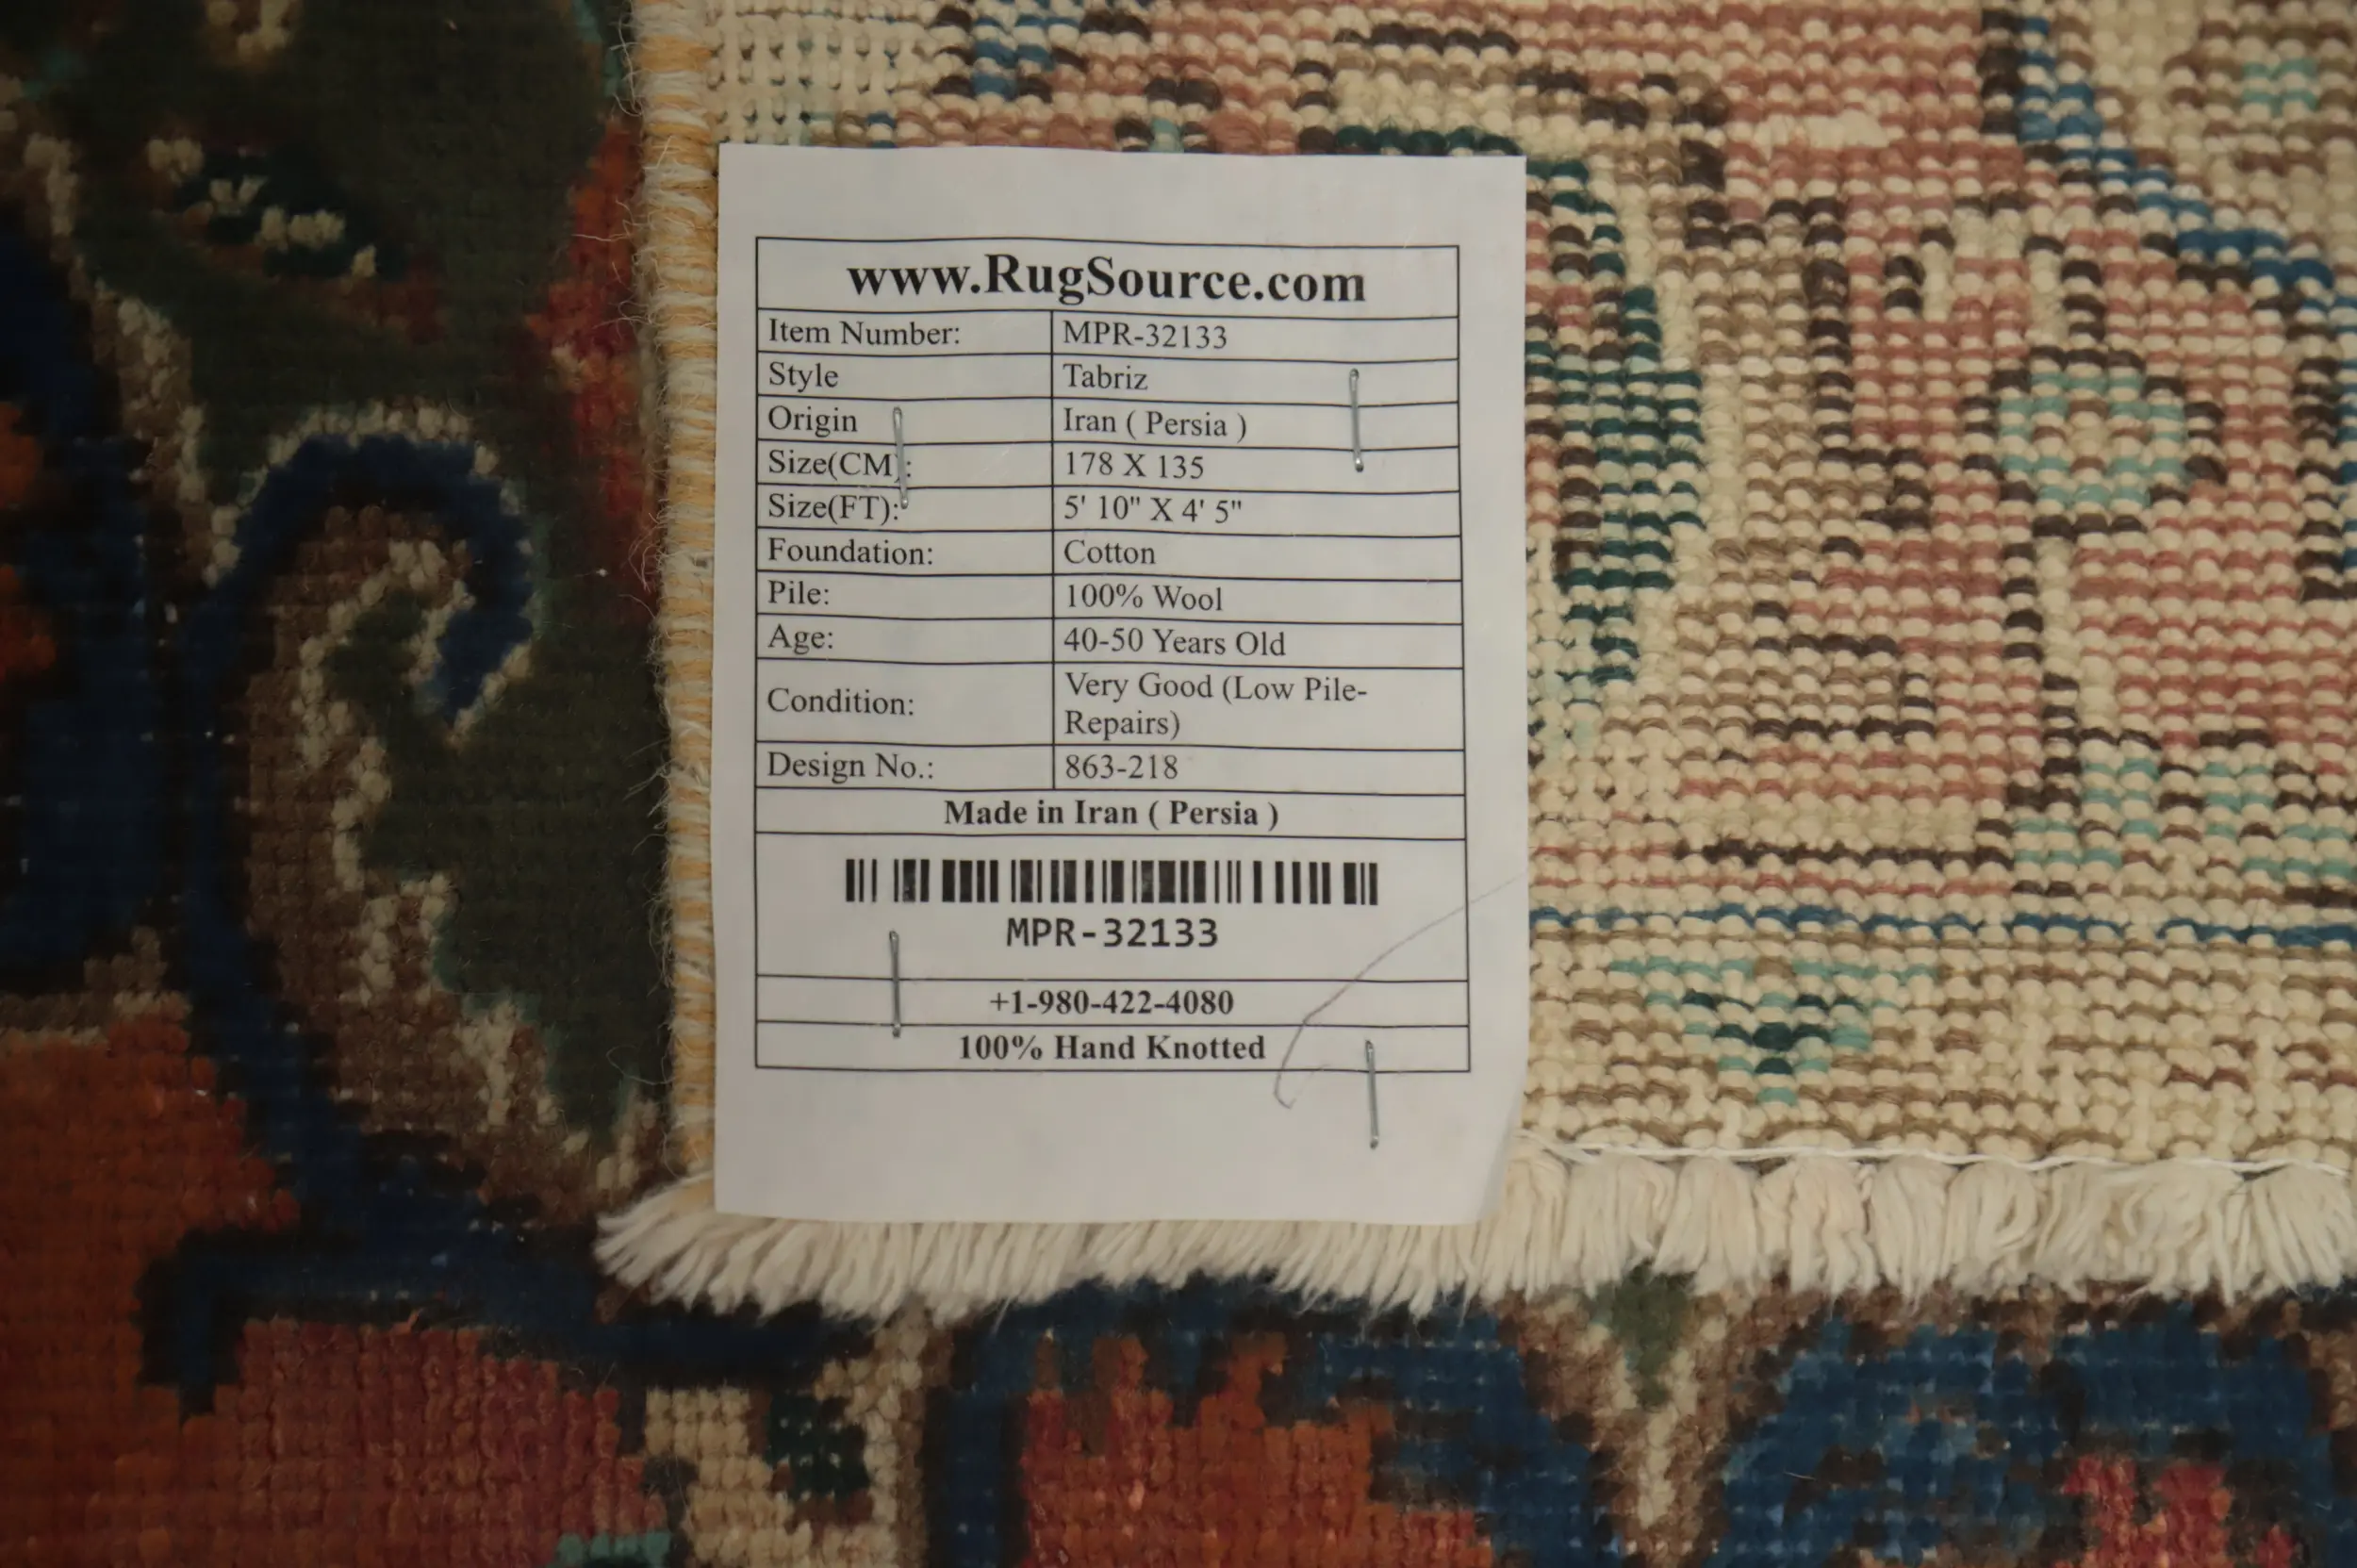 www.RugSource.com
Item Number: MPR-32133
Style Tabriz
Origin Iran ( Persia )
Size(CM): 178 X 135
Size(FT): 5' 10" X 4' 5"
Foundation: Cotton
Pile: 100% Wool
Age: 40-50 Years Old
Condition: Very Good (Low Pile-
Repairs)
Design No.: 863-218
Made in Iran ( Persia )
MPR-32133
+1-980-422-4080
100% Hand Knotted